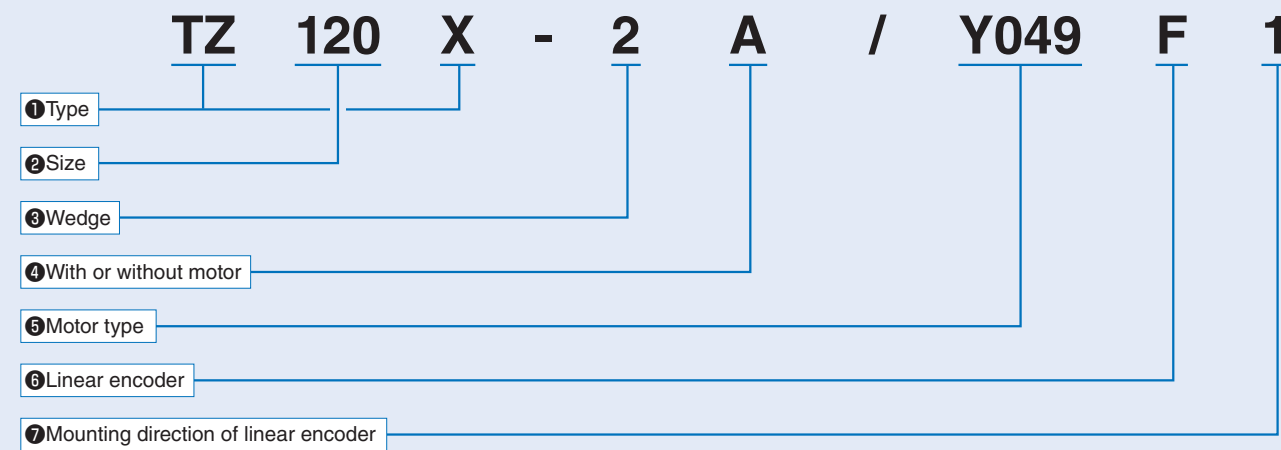 TZ 120 X - 2 A / Y049 F 1
❶Type
❷Size
❸Wedge
❹With or without motor
❺Motor type
❻Linear encoder
❼Mounting direction of linear encoder